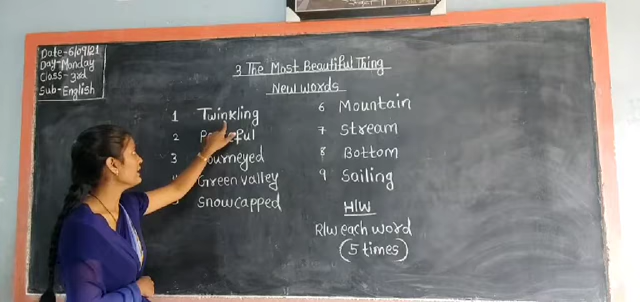 Date-6/09/21
Day-Monday
Class-3rd
Sub-English
3 The Most Beautiful Thing
New words
1 Twinkling
2
3 Journeyed
Green valley
Snowcapped
6 Mountain
7 Stream
8 Bottom
9 Sailing
H/W
R/W each word
(5 times)